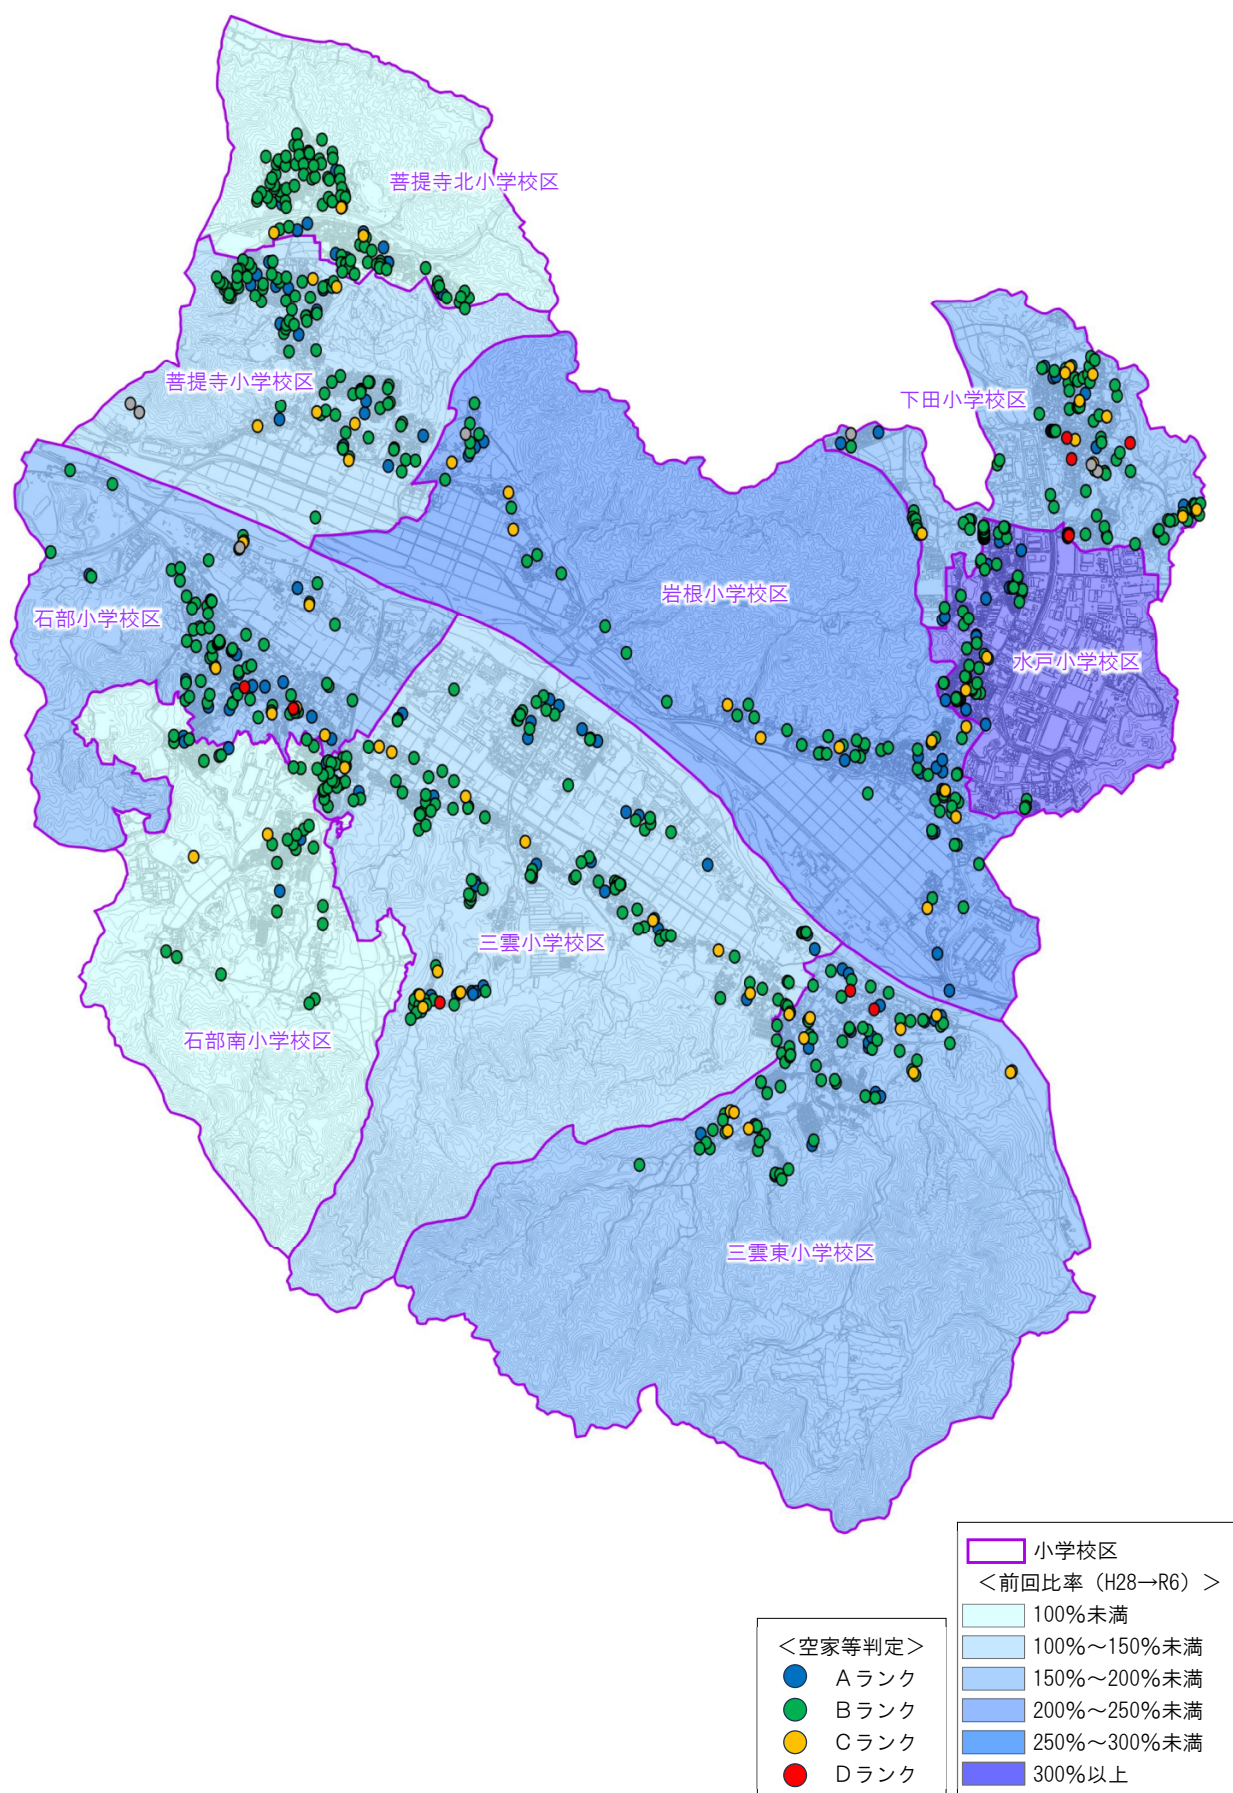 菩提寺北小学校区
菩提寺小学校区
下田小学校区
岩根小学校区
石部小学校区
水戸小学校区
三雲小学校区
石部南小学校区
三雲東小学校区
小学校区
＜前回比率（H28→R6）＞
100％未満
100％～150％未満
150％～200％未満
200％～250％未満
250％～300％未満
300％以上
＜空家等判定＞
Ａランク
Ｂランク
Ｃランク
Ｄランク